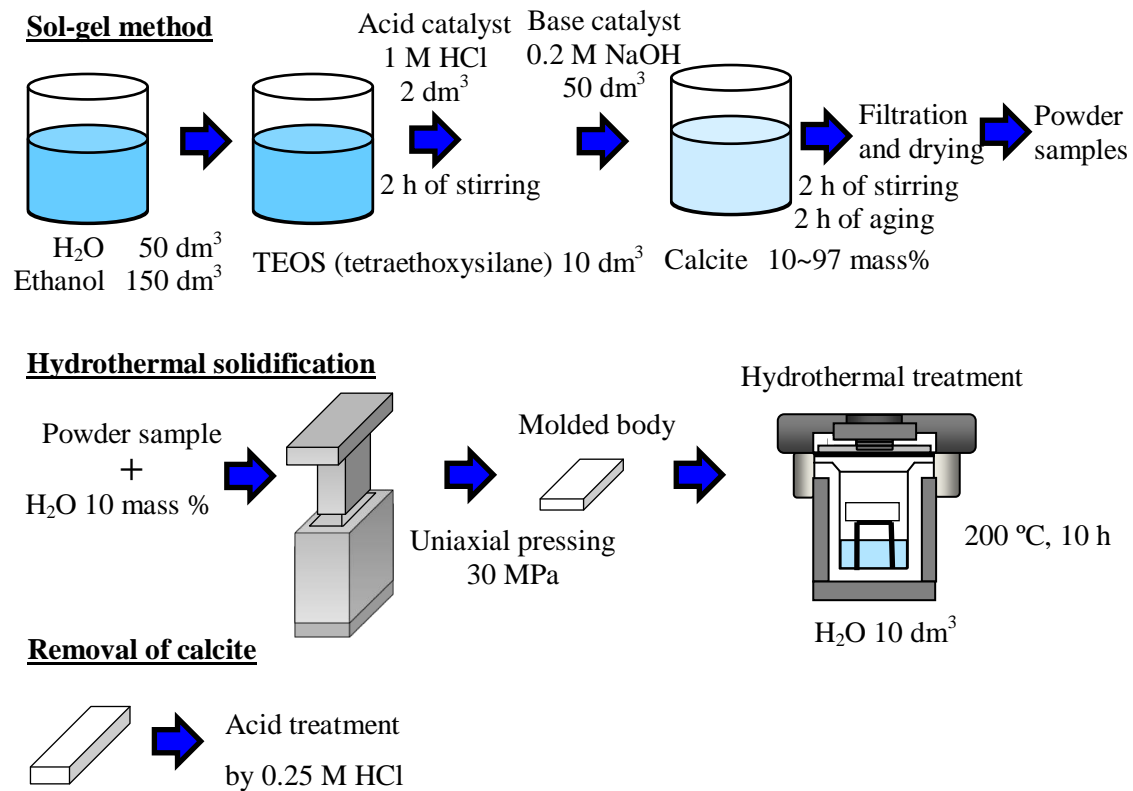 Sol-gel method
Acid catalyst
1 M HCl
2 dm³
Base catalyst
0.2 M NaOH
50 dm³
2 h of stirring
Filtration
and drying
2 h of stirring
2 h of aging
Powder
samples
H₂O 50 dm³
Ethanol 150 dm³
TEOS (tetraethoxysilane) 10 dm³
Calcite 10~97 mass%
Hydrothermal solidification
Powder sample
+
H₂O 10 mass %
Uniaxial pressing
30 MPa
Molded body
Hydrothermal treatment
200 ºC, 10 h
H₂O 10 dm³
Removal of calcite
Acid treatment
by 0.25 M HCl